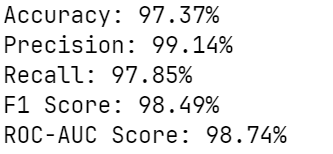 Accuracy: 97.37%
Precision: 99.14%
Recall: 97.85%
F1 Score: 98.49%
ROC-AUC Score: 98.74%